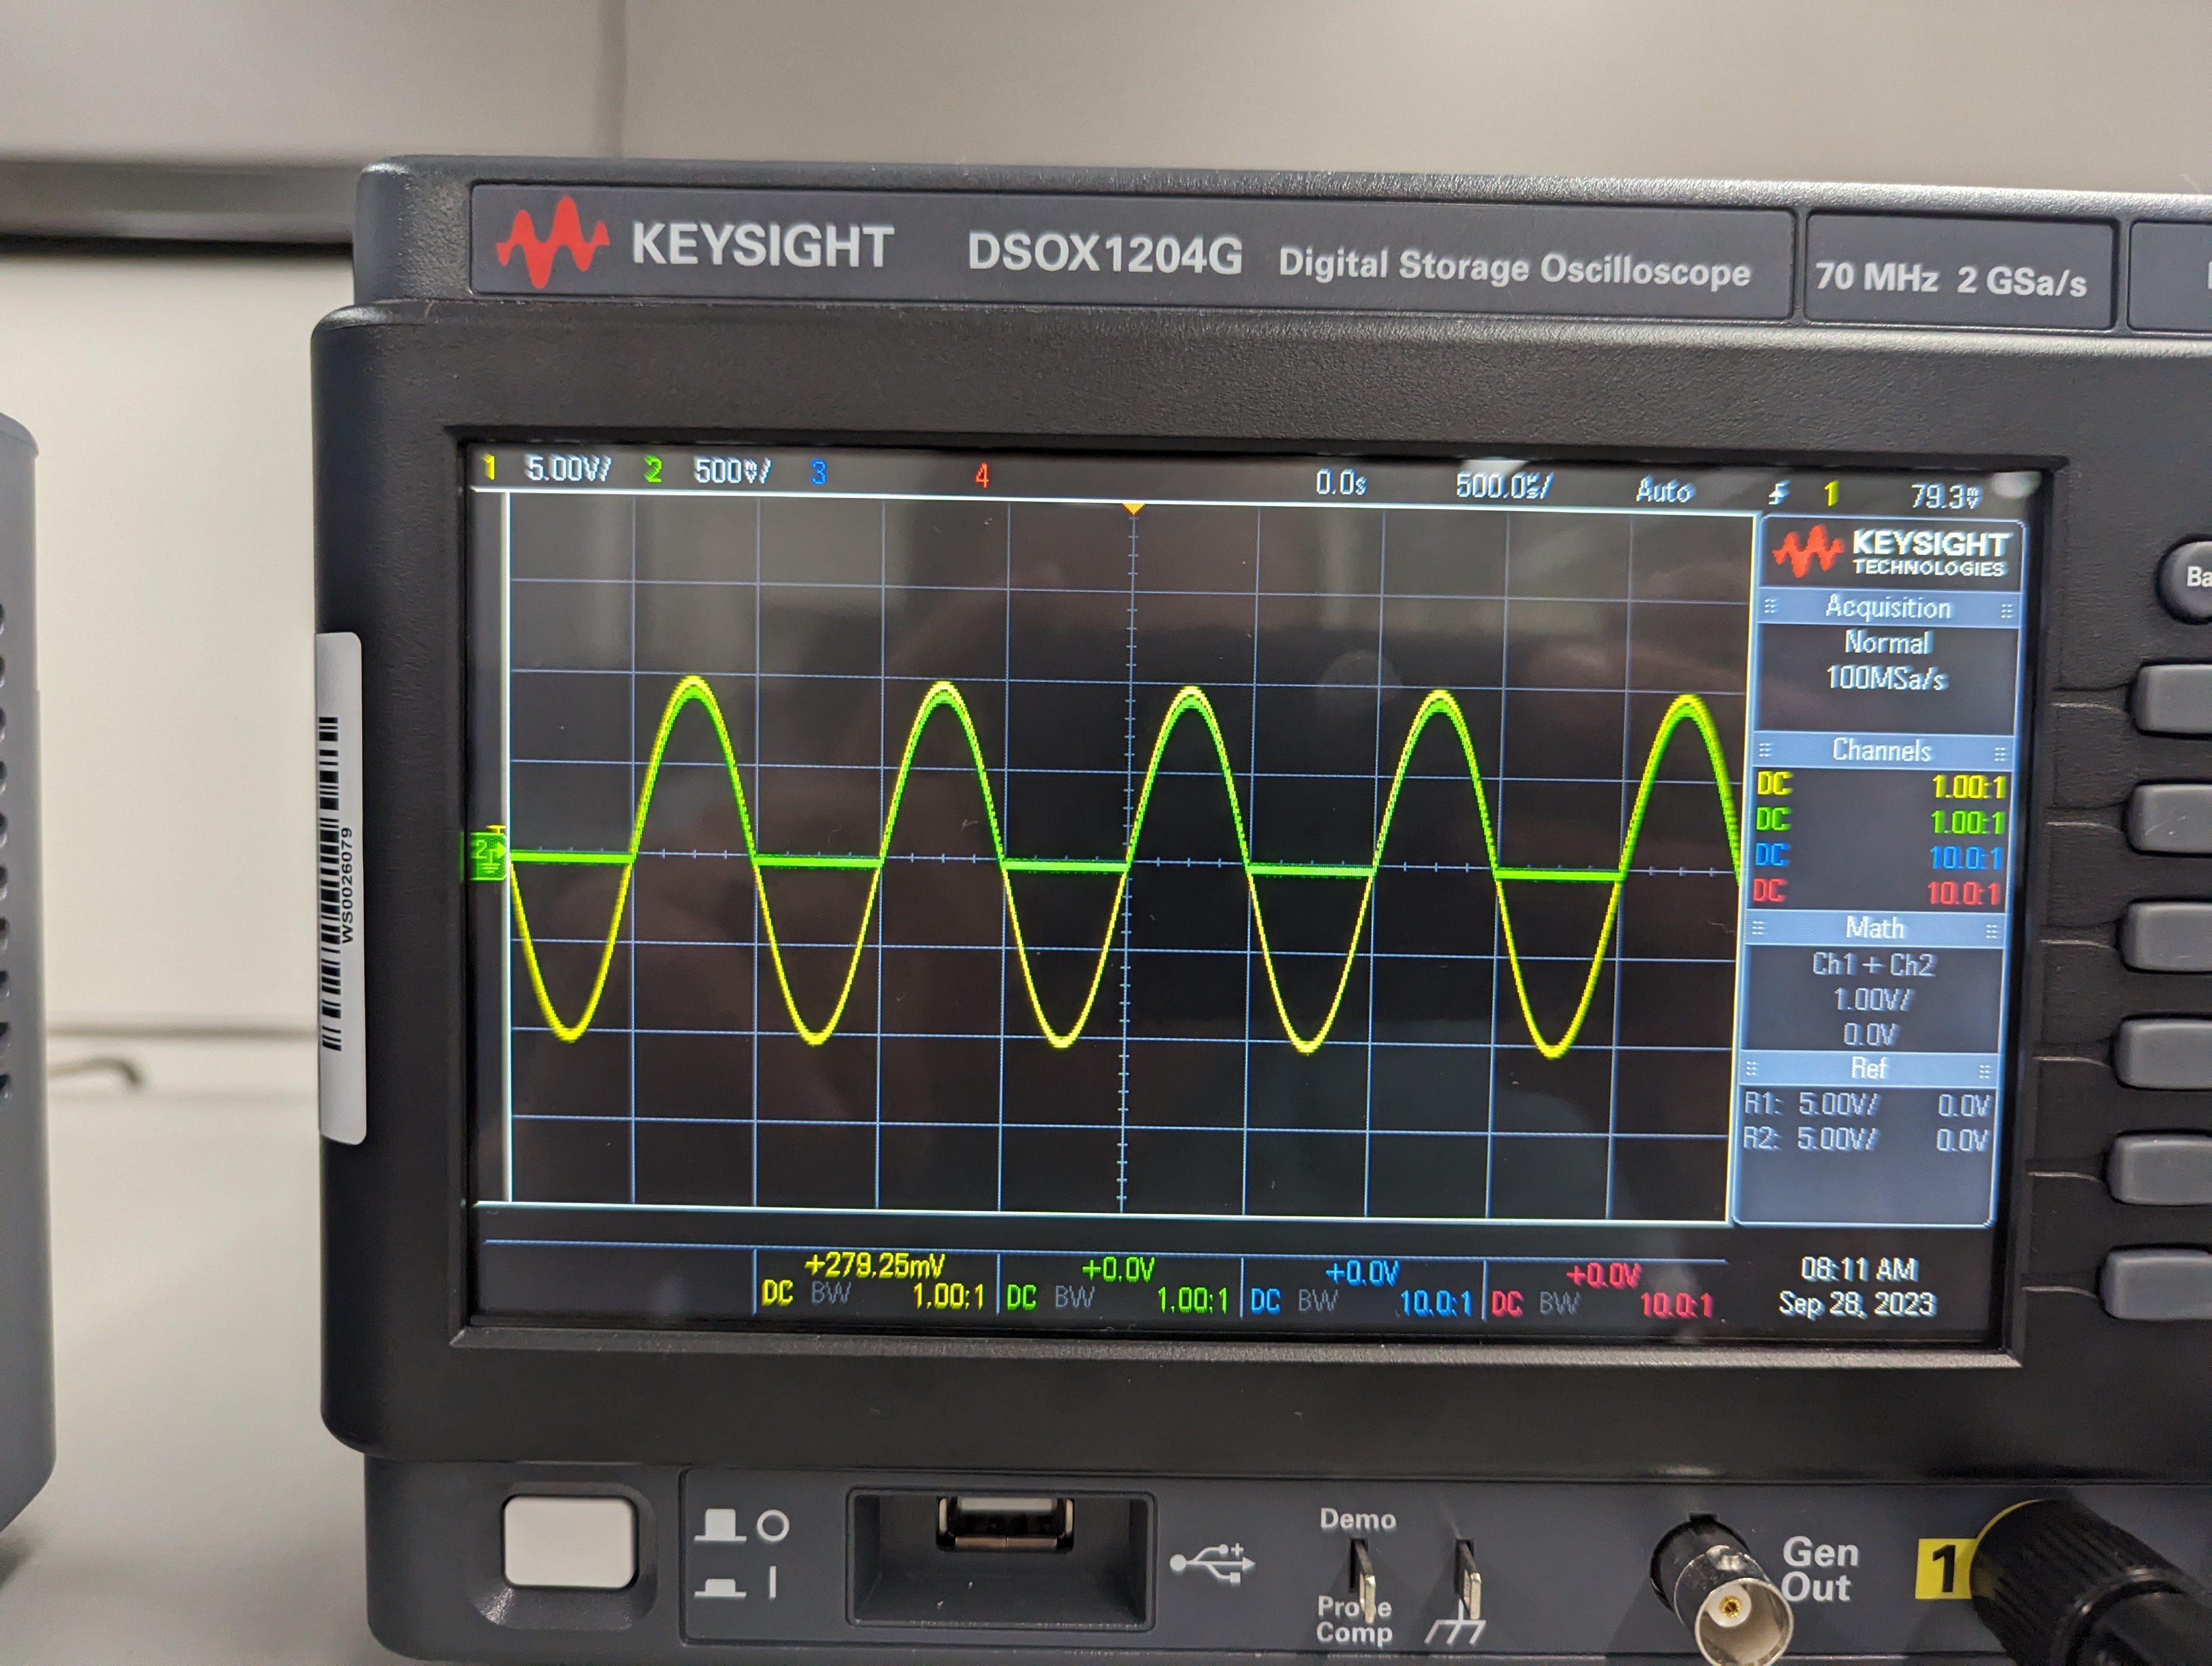 KEYSIGHT DSOX1204G Digital Storage Oscilloscope 70 MHz 2 GSa/s
1 5.00V/ 2 500mV/ 3 4 0.0s 500.0us/ Auto 1 79.3mV
KEYSIGHT
TECHNOLOGIES
Acquisition
Normal
100MSa/s
Channels
DC 1.00:1
DC 1.00:1
DC 10.0:1
DC 10.0:1
Math
Ch1 + Ch2
1.00V/
0.0V
Ref
R1: 5.00V/ 0.0V
R2: 5.00V/ 0.0V
Ba
2
WS0026079
+279.25mV +0.0V +0.0V +0.0V
DC BW 1.00:1 DC BW 1.00:1 DC BW 10.0:1 DC BW 10.0:1
08:11 AM
Sep 28, 2023
Demo
Probe
Comp
Gen
Out
1